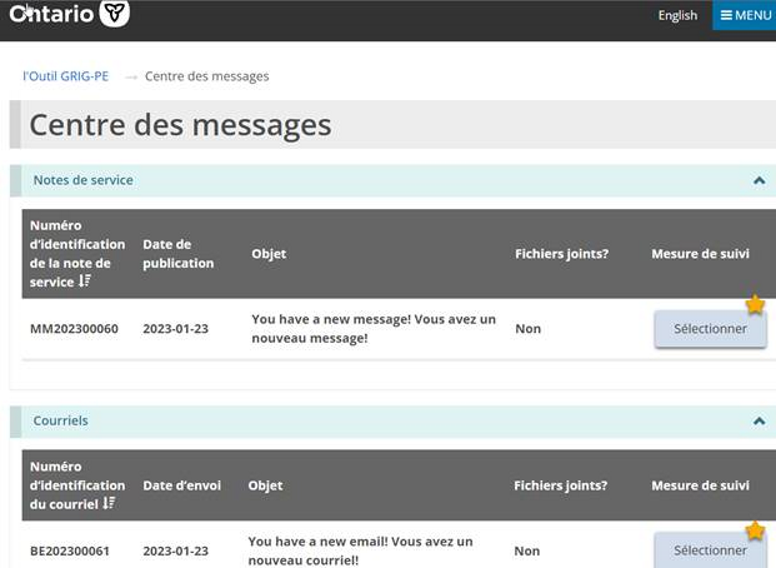 Ontario
English
MENU
l'Outil GRIG-PE → Centre des messages
Centre des messages
Notes de service
Numéro
d'identification
de la note de
service
Date de
publication
Objet
Fichiers joints?
Mesure de suivi
MM202300060
2023-01-23
You have a new message! Vous avez un
nouveau message!
Non
Sélectionner
Courriels
Numéro
d'identification
du courriel
Date d'envoi
Objet
Fichiers joints?
Mesure de suivi
BE202300061
2023-01-23
You have a new email! Vous avez un
nouveau courriel!
Non
Sélectionner